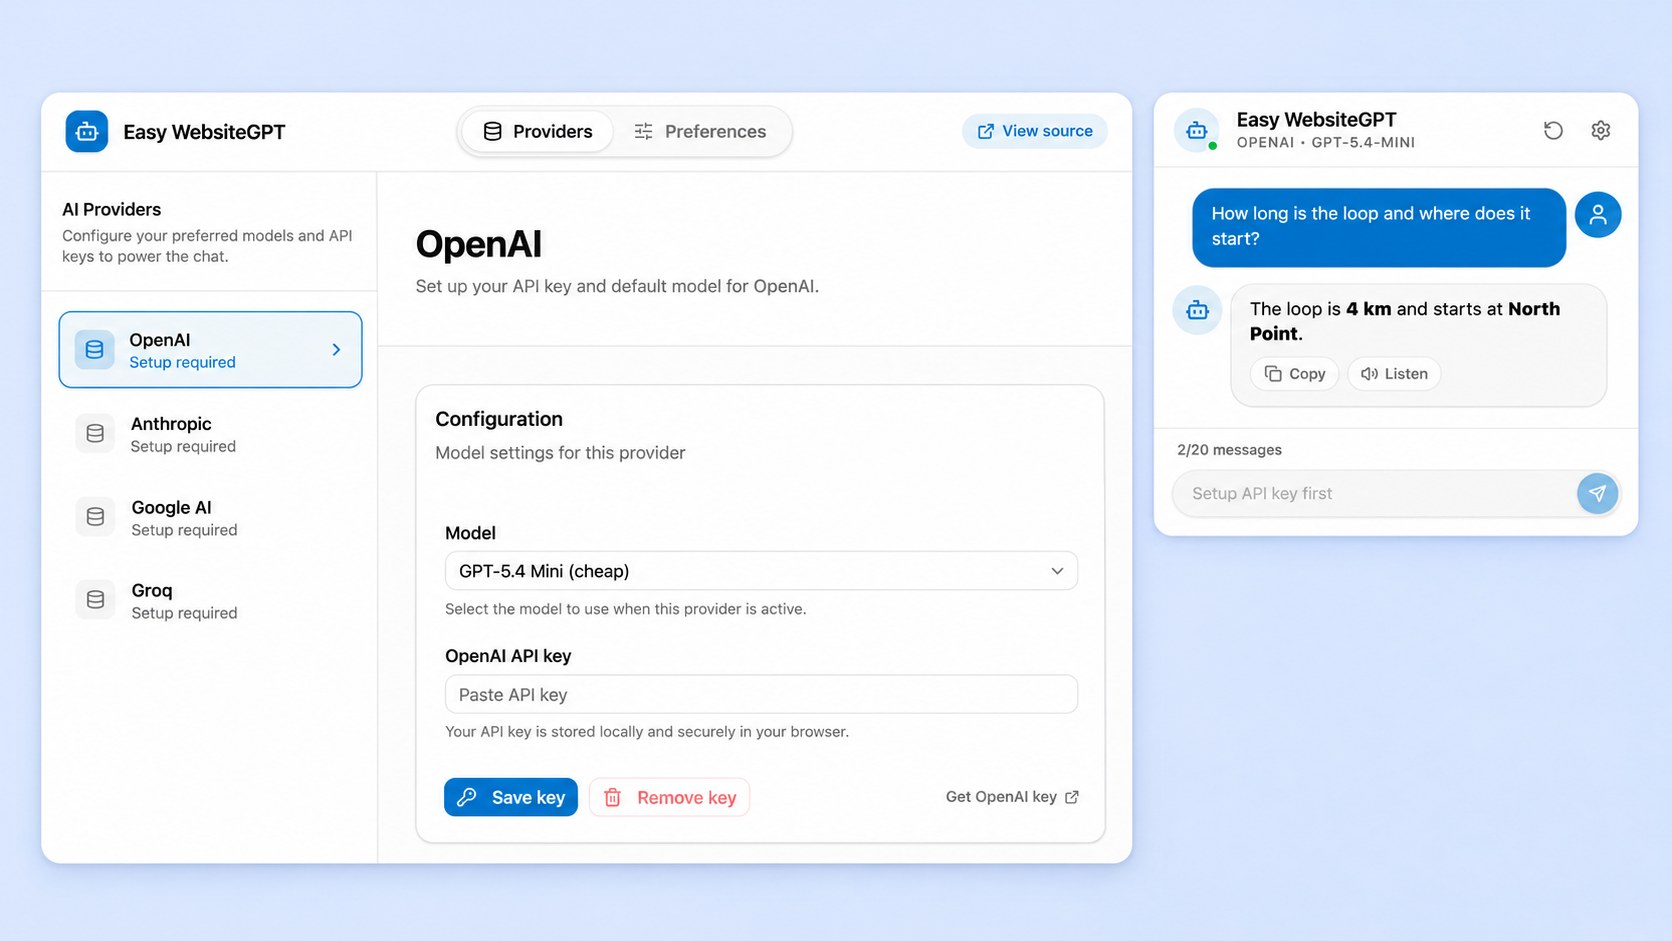 Easy WebsiteGPT
Providers
Preferences
View source
AI Providers
Configure your preferred models and API
keys to power the chat.
OpenAI
Setup required
Anthropic
Setup required
Google AI
Setup required
Groq
Setup required
OpenAI
Set up your API key and default model for OpenAI.
Configuration
Model settings for this provider
Model
GPT-5.4 Mini (cheap)
Select the model to use when this provider is active.
OpenAI API key
Paste API key
Your API key is stored locally and securely in your browser.
Save key
Remove key
Get OpenAI key
Easy WebsiteGPT
OPENAI • GPT-5.4-MINI
How long is the loop and where does it
start?
The loop is 4 km and starts at North
Point.
Copy
Listen
2/20 messages
Setup API key first